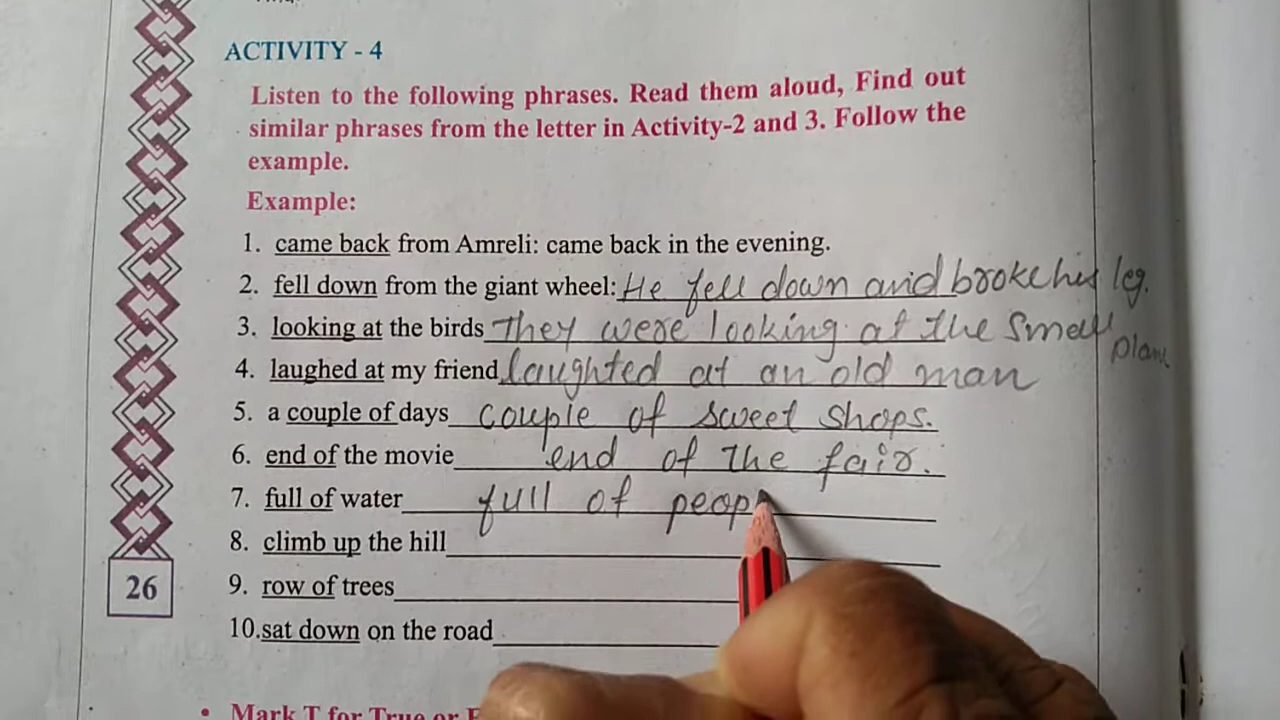 ACTIVITY - 4
Listen to the following phrases. Read them aloud, Find out
similar phrases from the letter in Activity-2 and 3. Follow the
example.
Example:
1. came back from Amreli: came back in the evening.
2. fell down from the giant wheel: He fell down and broke his leg.
3. looking at the birds They were looking at the small plane
4. laughed at my friend laughted at an old man
5. a couple of days couple of sweet shops.
6. end of the movie end of the fair.
7. full of water full of peop
8. climb up the hill
9. row of trees
10. sat down on the road
26
• Mark T for True or F